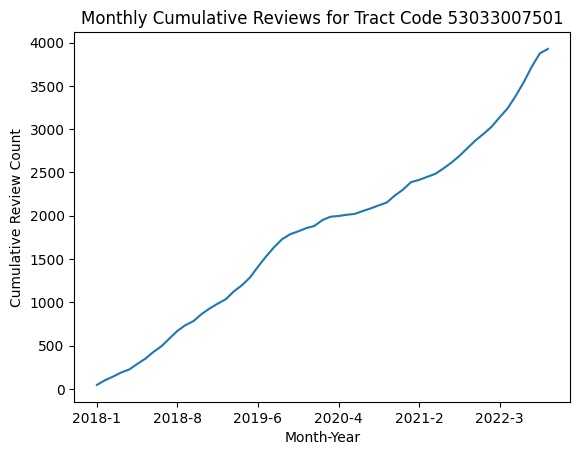 Monthly Cumulative Reviews for Tract Code 53033007501
Cumulative Review Count
4000
3500
3000
2500
2000
1500
1000
500
0
2018-1 2018-8 2019-6 2020-4 2021-2 2022-3
Month-Year